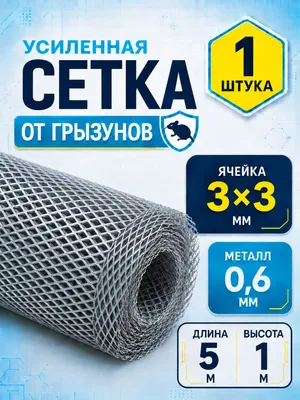 УСИЛЕННАЯ
СЕТКА
ОТ ГРЫЗУНОВ
1
ШТУКА
ЯЧЕЙКА
3×3
ММ
МЕТАЛЛ
0,6
ММ
ДЛИНА
5
М
ВЫСОТА
1
М